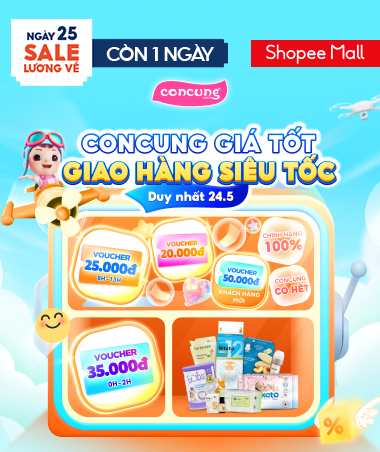 NGÀY 25
SALE
LƯƠNG VỀ
CÒN 1 NGÀY
Shopee Mall
concung
CONCUNG GIÁ TỐT
GIAO HÀNG SIÊU TỐC
Duy nhất 24.5
VOUCHER
25.000đ
8H-13H
VOUCHER
20.000đ
VOUCHER
50.000đ
KHÁCH HÀNG
MỚI
CHÍNH HÃNG
100%
CONCUNG
CÓ HẾT
VOUCHER
35.000đ
0H-2H
%